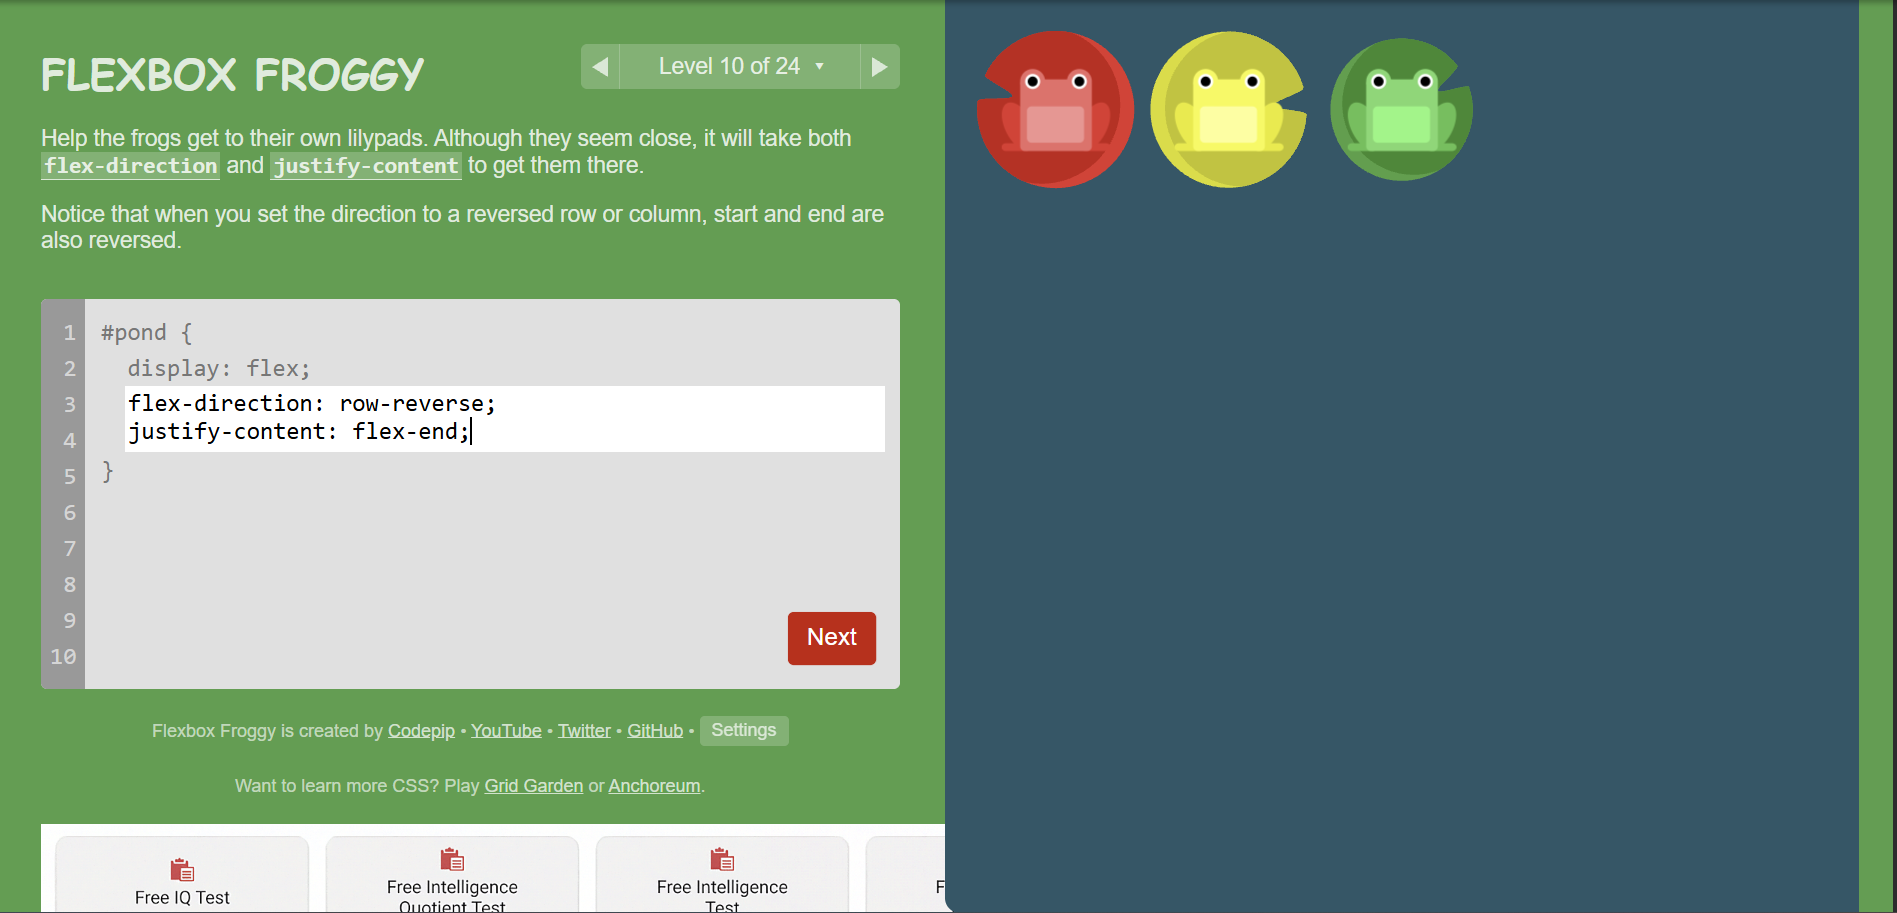 FLEXBOX FROGGY
Level 10 of 24
Help the frogs get to their own lilypads. Although they seem close, it will take both
flex-direction and justify-content to get them there.
Notice that when you set the direction to a reversed row or column, start and end are
also reversed.
1 #pond {
2 display: flex;
3 flex-direction: row-reverse;
4 justify-content: flex-end;
5 }
6
7
8
9
10
Next
Flexbox Froggy is created by Codepip • YouTube • Twitter • GitHub • Settings
Want to learn more CSS? Play Grid Garden or Anchoreum.
Free IQ Test
Free Intelligence
Quotient Test
Free Intelligence
Test
F